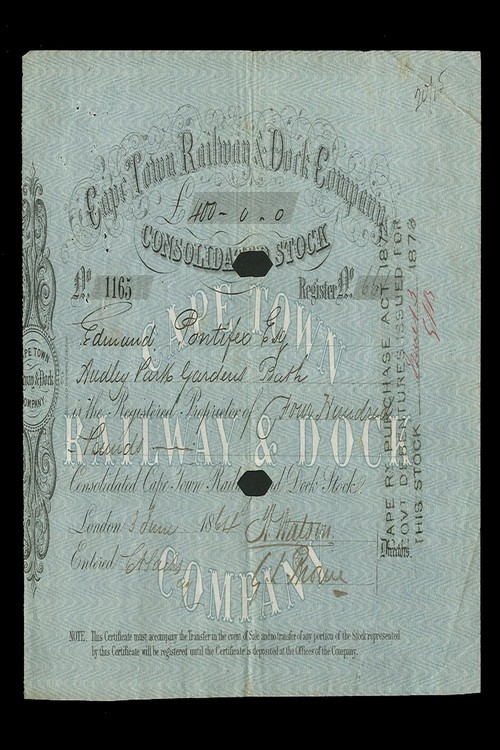 Cape Town Railway & Dock Company
£400 - 0 . 0
CONSOLIDATED STOCK
No. 1165 Register No.
CAPE TOWN
Edmund Pontifex Esq
Audley Park Gardens Bath
is the Registered Proprietor of Four Hundred
RAILWAY & DOCK
Pounds
Consolidated Cape Town Railway and Dock Stock.
London 3 June 1864 Watson
Directors.
Entered
COMPANY
NOTE. This Certificate must accompany the Transfer in the event of Sale and no transfer of any portion of the Stock represented
by this Certificate will be registered until the Certificate is deposited at the Offices of the Company.
CAPE RY. PURCHASE ACT, 1872
GOVT DEBENTURES ISSUED FOR
THIS STOCK 1873
CAPE TOWN
Railway & Dock
COMPANY